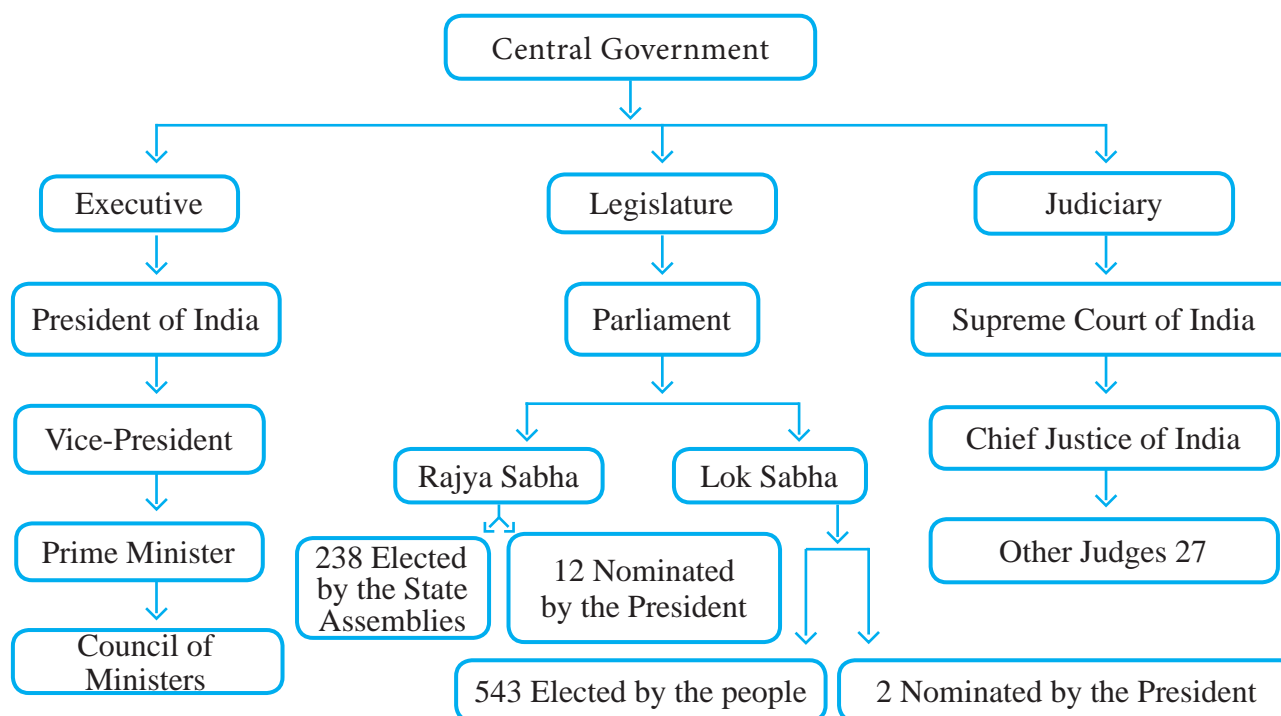 Central Government
Executive
Legislature
Judiciary
President of India
Parliament
Supreme Court of India
Vice-President
Rajya Sabha
Lok Sabha
Chief Justice of India
Prime Minister
238 Elected
by the State
Assemblies
12 Nominated
by the President
Other Judges 27
Council of
Ministers
543 Elected by the people
2 Nominated by the President